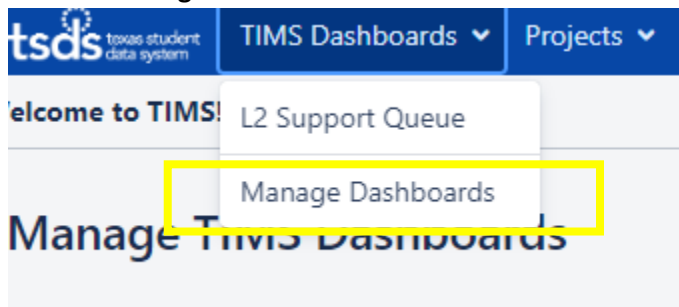 tsds texas student data system TIMS Dashboards Projects
elcome to TIMS!
L2 Support Queue
Manage Dashboards
Manage TIMS Dashboards